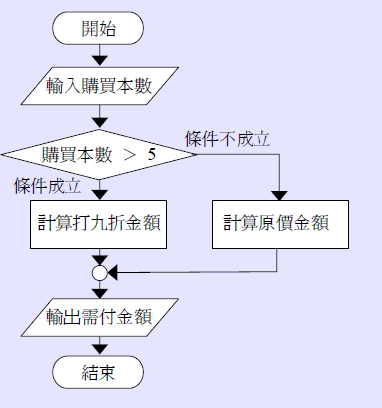 開始
輸入購買本數
購買本數 > 5
條件不成立
條件成立
計算打九折金額
計算原價金額
輸出需付金額
結束